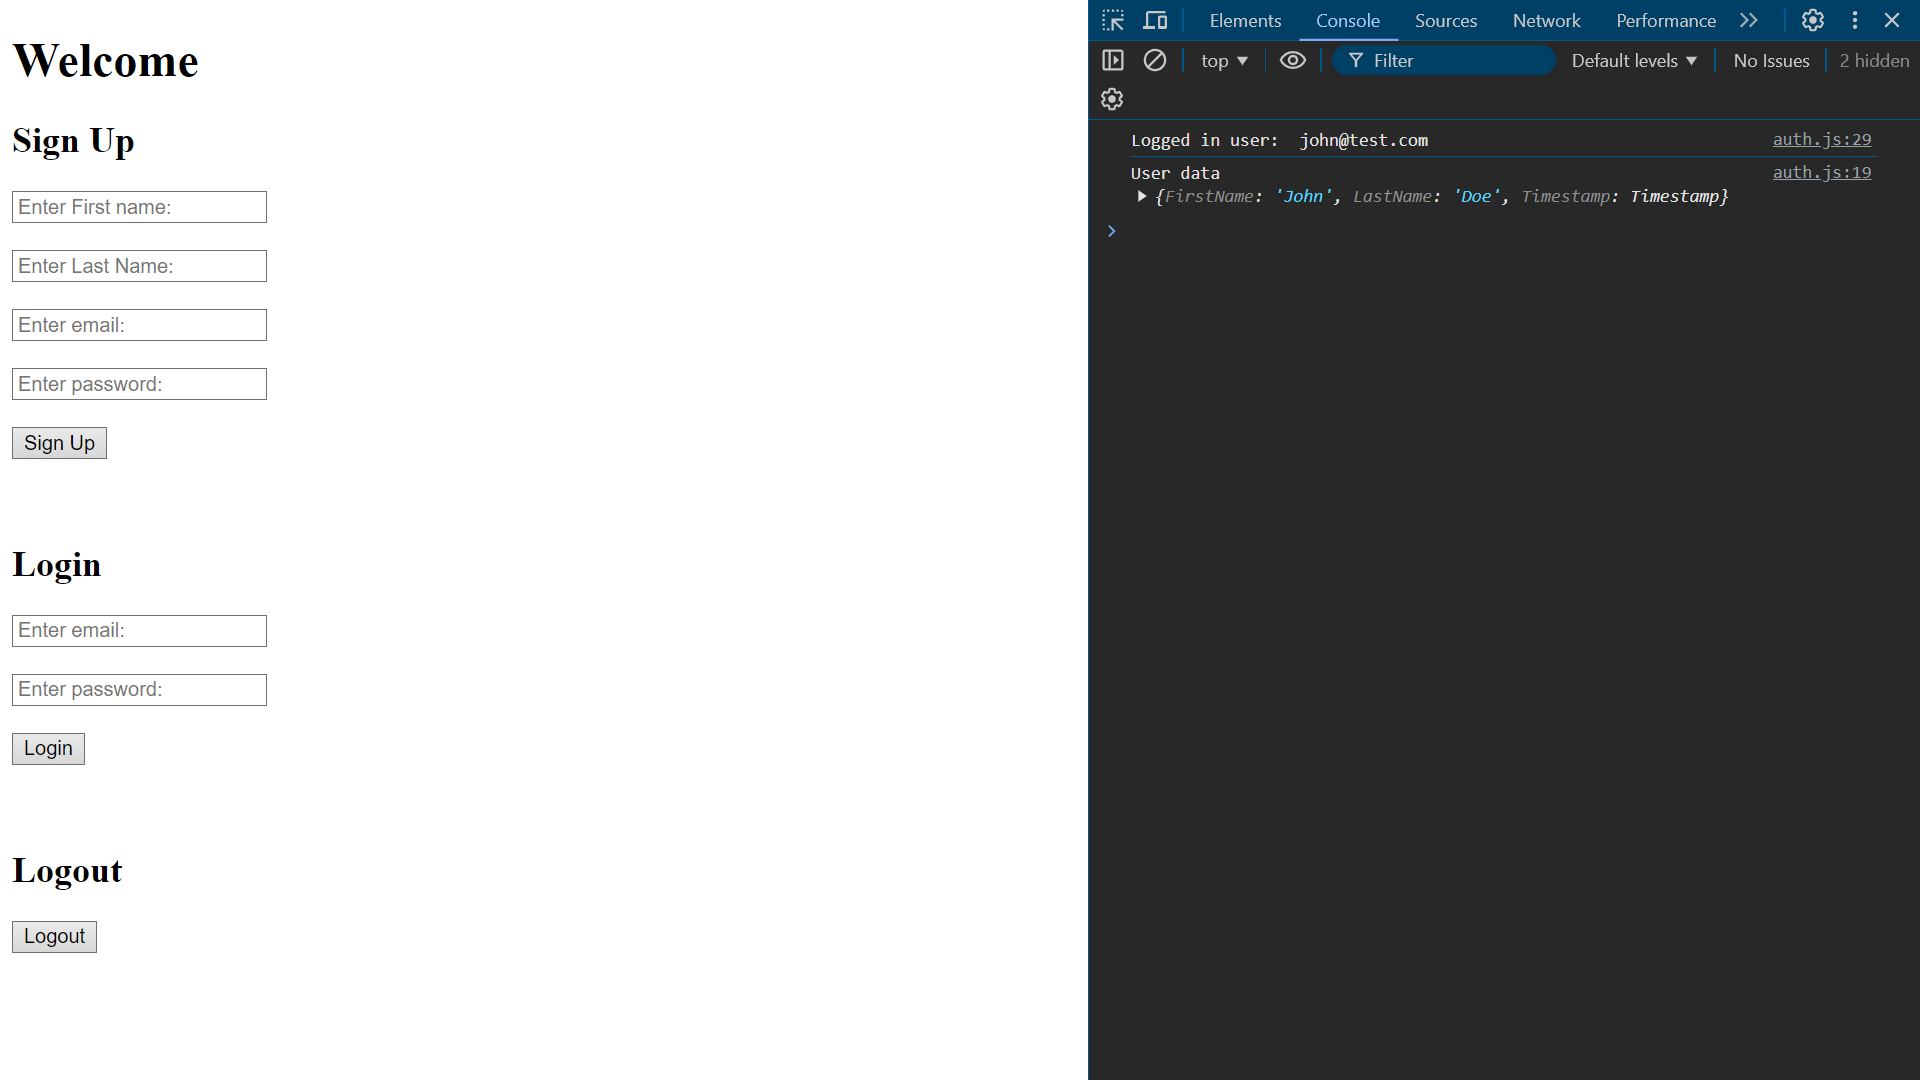 Welcome
Sign Up
Enter First name:
Enter Last Name:
Enter email:
Enter password:
Sign Up
Login
Enter email:
Enter password:
Login
Logout
Logout
Elements Console Sources Network Performance
top Filter Default levels No Issues 2 hidden
Logged in user:  john@test.com auth.js:29
User data auth.js:19
{FirstName: 'John', LastName: 'Doe', Timestamp: Timestamp}